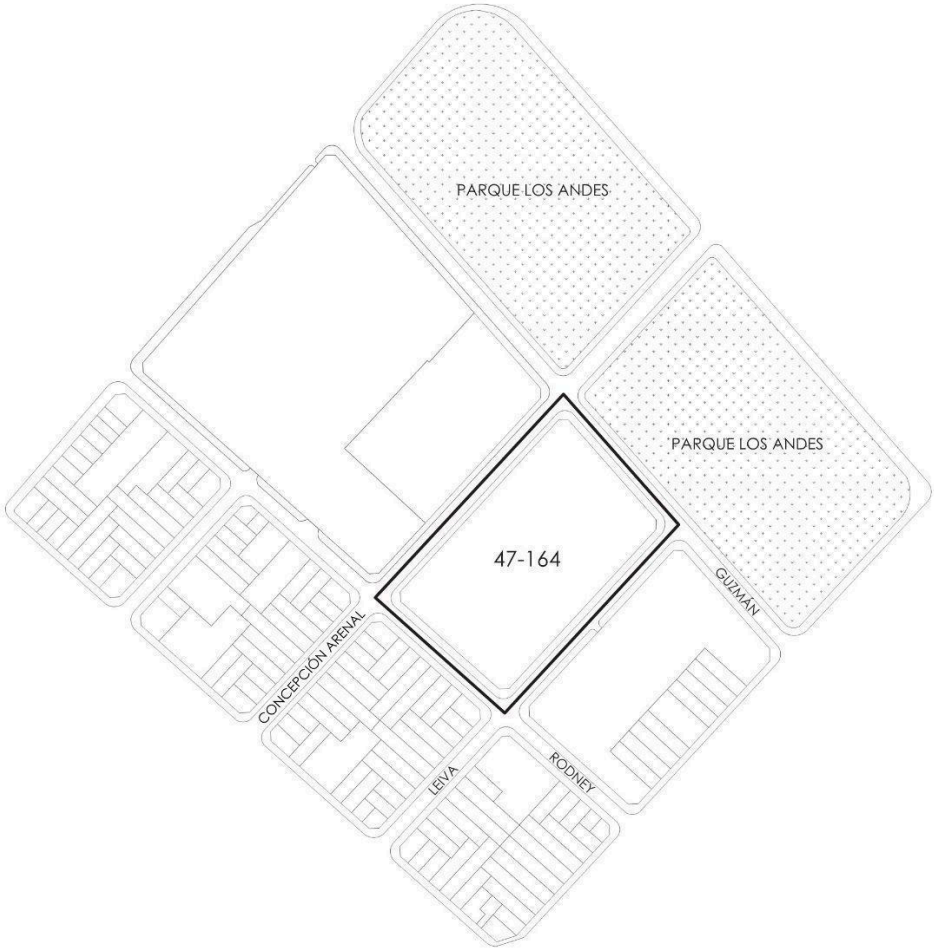 PARQUE LOS ANDES
PARQUE LOS ANDES
47-164
GUZMÁN
CONCEPCIÓN ARENAL
LEIVA
RODNEY